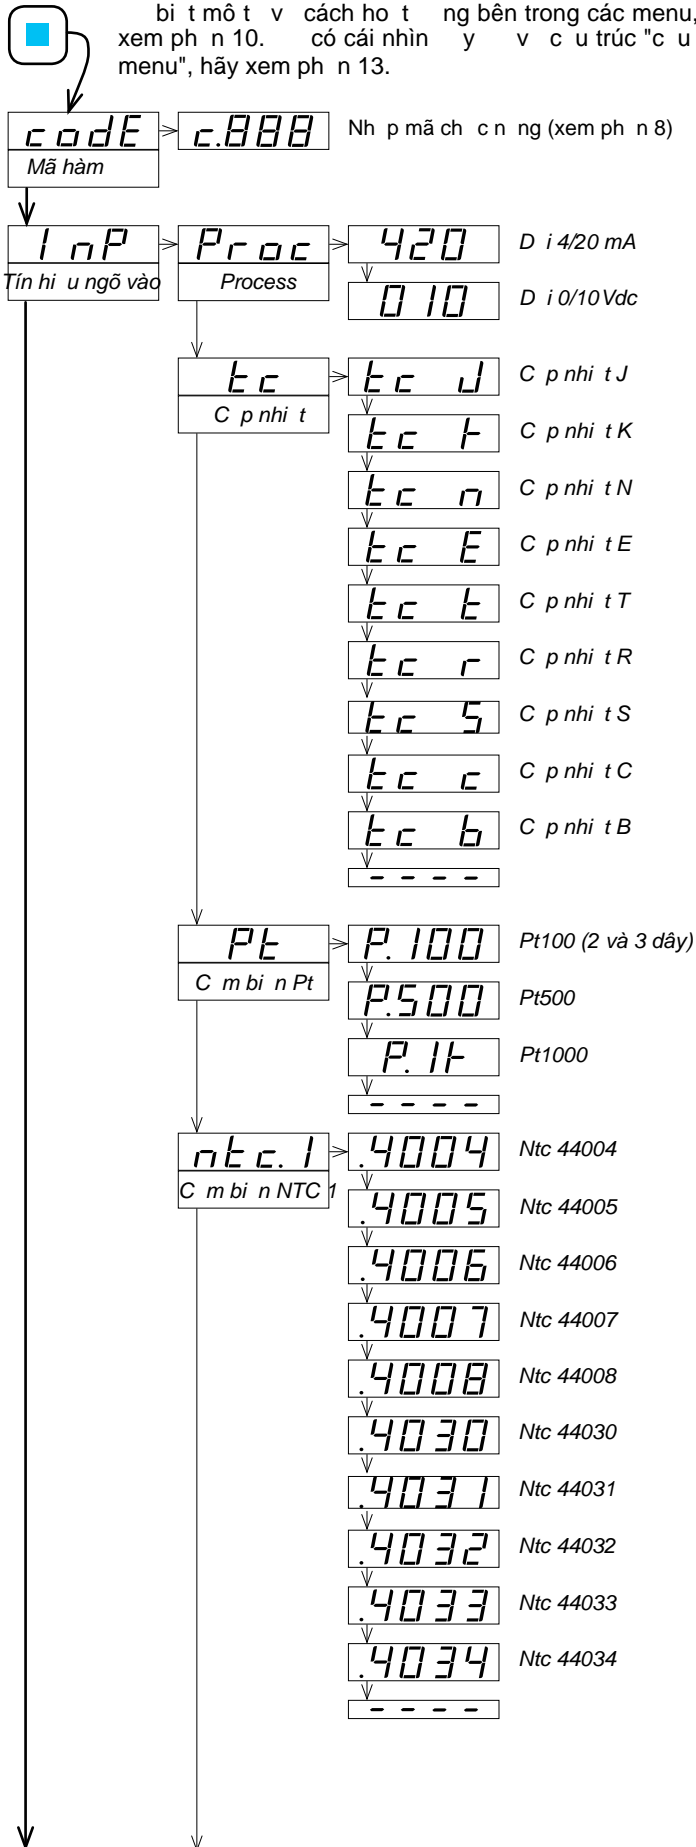 bi t mô t v cách ho t ng bên trong các menu,
xem ph n 10. có cái nhìn y v c u trúc "c u
menu", hãy xem ph n 13.
codE c.888 Nh p mã ch c n ng (xem ph n 8)
Mã hàm
InP Proc 420 D i 4/20 mA
Tín hi u ngõ vào Process
010 D i 0/10 Vdc
tc tc J C p nhi t J
C p nhi t
tc k C p nhi t K
tc n C p nhi t N
tc E C p nhi t E
tc t C p nhi t T
tc r C p nhi t R
tc S C p nhi t S
tc c C p nhi t C
tc b C p nhi t B
----
Pt P.100 Pt100 (2 và 3 dây)
C m bi n Pt
P.500 Pt500
P.1k Pt1000
----
ntc.1 .4004 Ntc 44004
C m bi n NTC 1
.4005 Ntc 44005
.4006 Ntc 44006
.4007 Ntc 44007
.4008 Ntc 44008
.4030 Ntc 44030
.4031 Ntc 44031
.4032 Ntc 44032
.4033 Ntc 44033
.4034 Ntc 44034
----